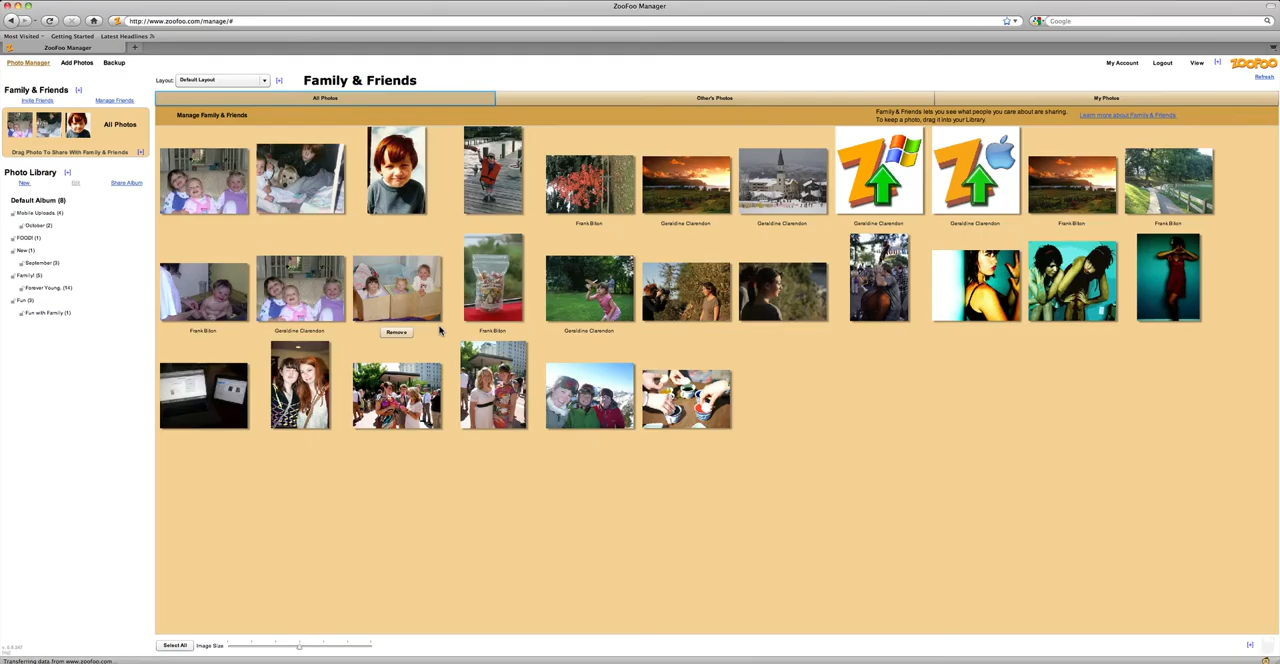 ZooFoo Manager
http://www.zoofoo.com/manage/#
Google
Most Visited Getting Started Latest Headlines
ZooFoo Manager
Photo Manager Add Photos Backup
My Account Logout View [+] ZOOFOO
Refresh
Layout: Default Layout [+] Family & Friends
Family & Friends [+]
Invite Friends Manage Friends
All Photos
Drag Photo To Share With Family & Friends [+]
Photo Library [+]
New Edit Share Album
Default Album (8)
Mobile Uploads. (4)
October (2)
FOOD! (1)
New (1)
September (3)
Family! (5)
Forever Young. (14)
Fun (3)
Fun with Family (1)
All Photos Other's Photos My Photos
Manage Family & Friends
Family & Friends lets you see what people you care about are sharing.
To keep a photo, drag it into your Library.
Learn more about Family & Friends.
Frank Biton Geraldine Clarendon Geraldine Clarendon Geraldine Clarendon Geraldine Clarendon Frank Biton Frank Biton
Frank Biton Geraldine Clarendon Remove Frank Biton Geraldine Clarendon
Select All Image Size [+]
Transferring data from www.zoofoo.com...